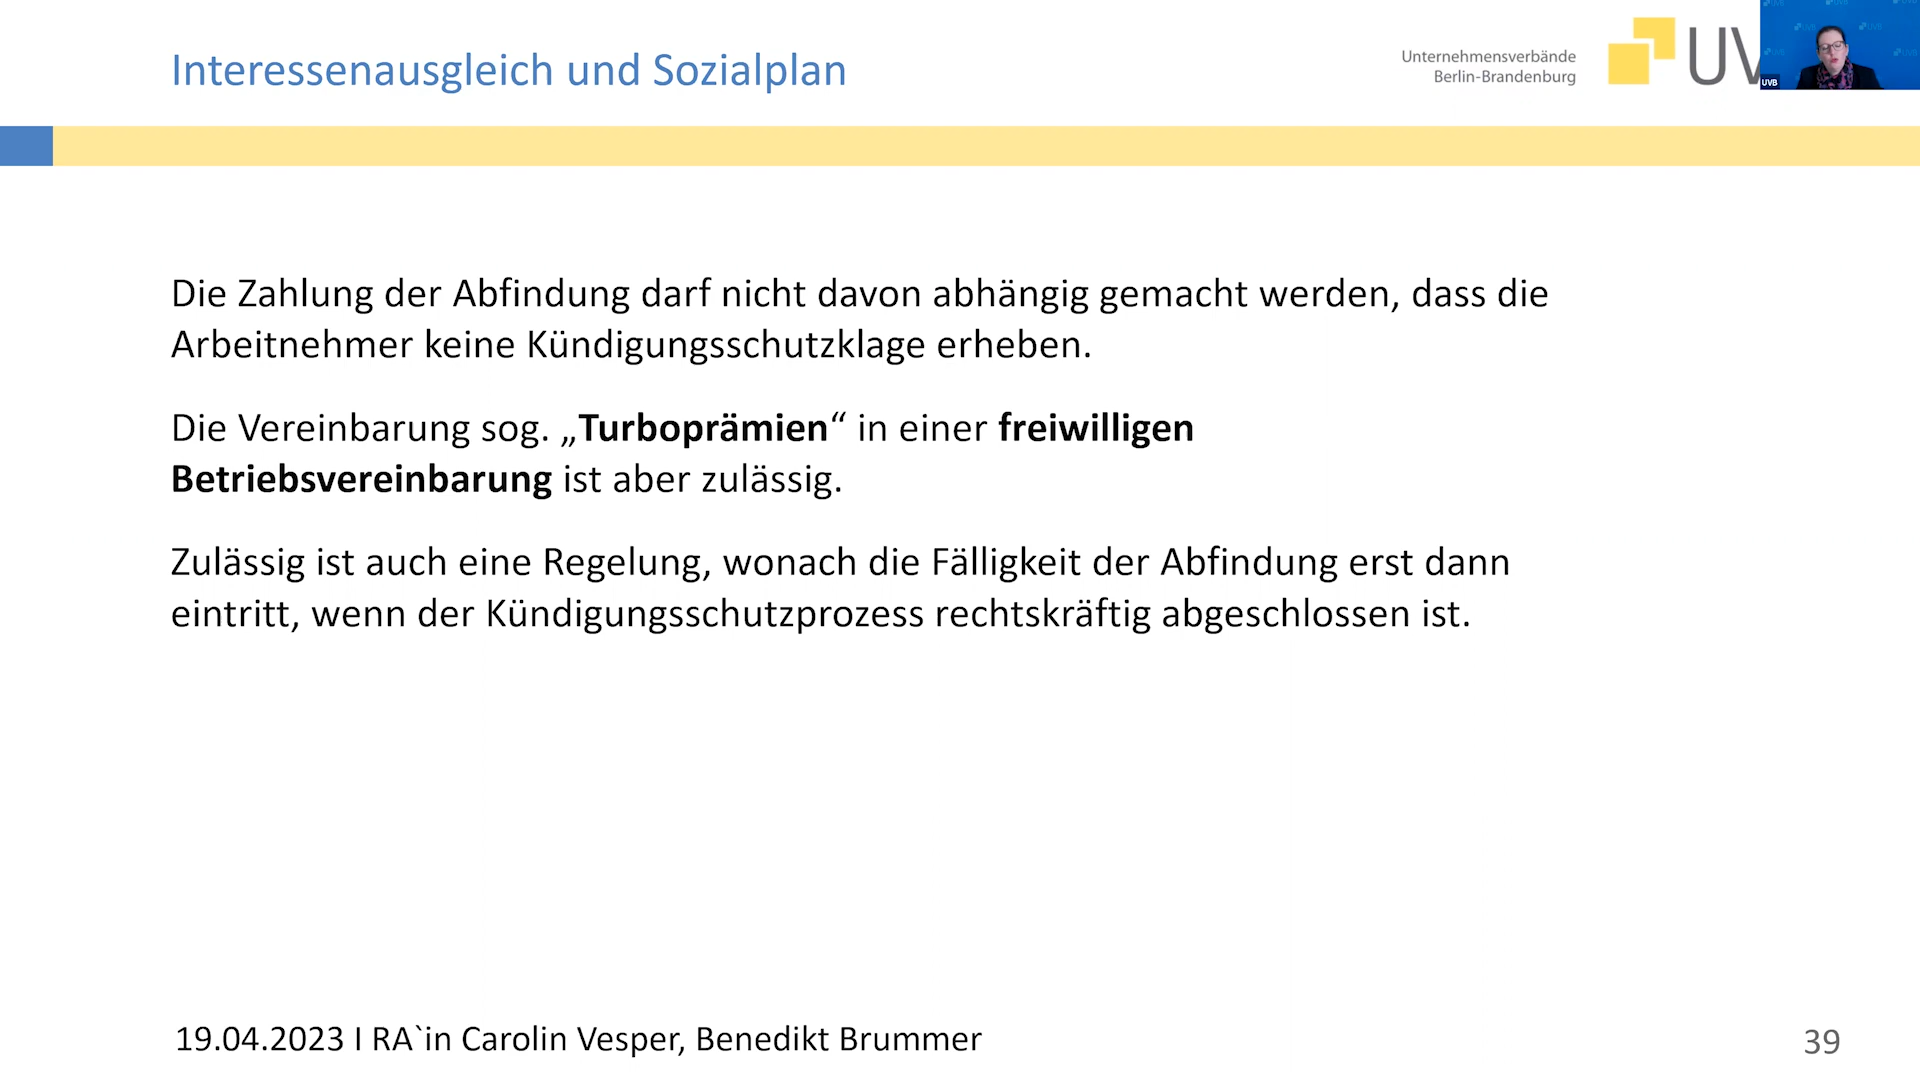 Interessenausgleich und Sozialplan
Unternehmensverbände
Berlin-Brandenburg
UV
UVB
Die Zahlung der Abfindung darf nicht davon abhängig gemacht werden, dass die
Arbeitnehmer keine Kündigungsschutzklage erheben.
Die Vereinbarung sog. „Turboprämien“ in einer freiwilligen
Betriebsvereinbarung ist aber zulässig.
Zulässig ist auch eine Regelung, wonach die Fälligkeit der Abfindung erst dann
eintritt, wenn der Kündigungsschutzprozess rechtskräftig abgeschlossen ist.
19.04.2023 I RA`in Carolin Vesper, Benedikt Brummer
39